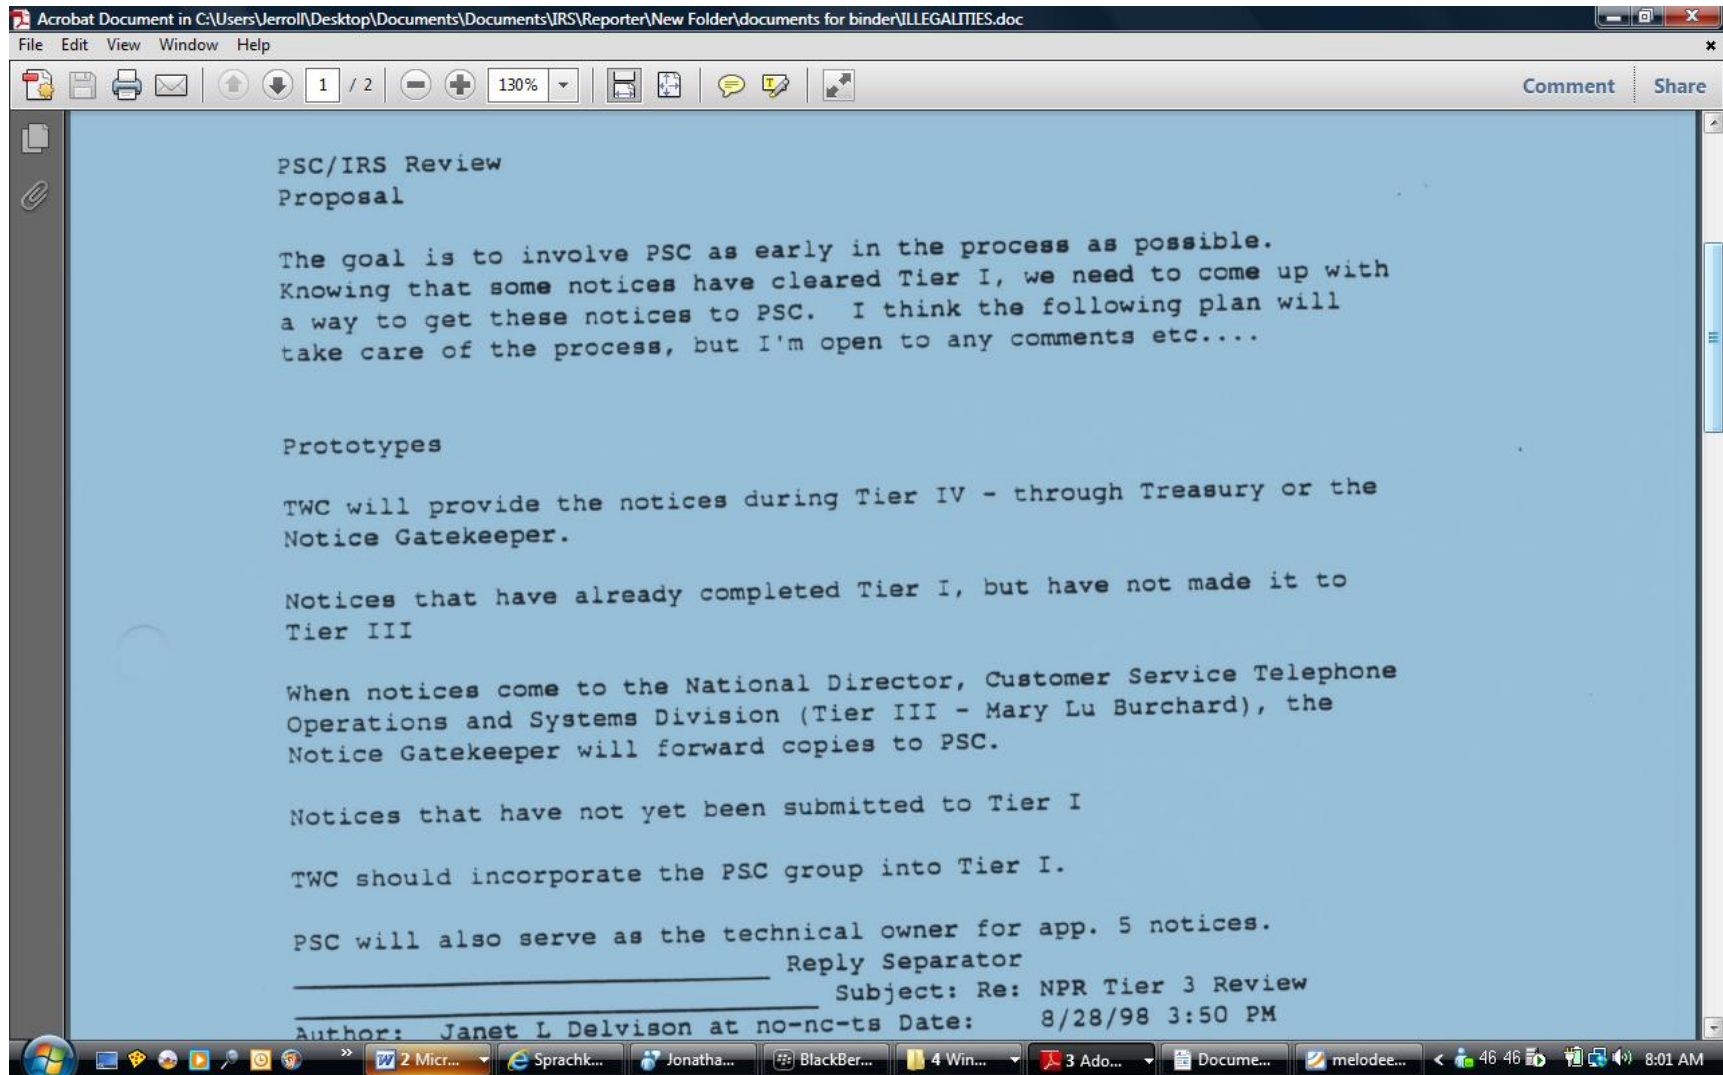 Acrobat Document in C:\Users\Jerroll\Desktop\Documents\Documents\IRS\Reporter\New Folder\documents for binder\ILLEGALITIES.doc
File Edit View Window Help
1 / 2 130% Comment Share
PSC/IRS Review
Proposal
The goal is to involve PSC as early in the process as possible.
Knowing that some notices have cleared Tier I, we need to come up with
a way to get these notices to PSC. I think the following plan will
take care of the process, but I'm open to any comments etc....
Prototypes
TWC will provide the notices during Tier IV - through Treasury or the
Notice Gatekeeper.
Notices that have already completed Tier I, but have not made it to
Tier III
When notices come to the National Director, Customer Service Telephone
Operations and Systems Division (Tier III - Mary Lu Burchard), the
Notice Gatekeeper will forward copies to PSC.
Notices that have not yet been submitted to Tier I
TWC should incorporate the PSC group into Tier I.
PSC will also serve as the technical owner for app. 5 notices.
Reply Separator
Subject: Re: NPR Tier 3 Review
Author: Janet L Delvison at no-nc-ts Date: 8/28/98 3:50 PM
2 Micr... Sprachk... Jonatha... BlackBer... 4 Win... 3 Ado... Docume... melodee... 46 46 8:01 AM